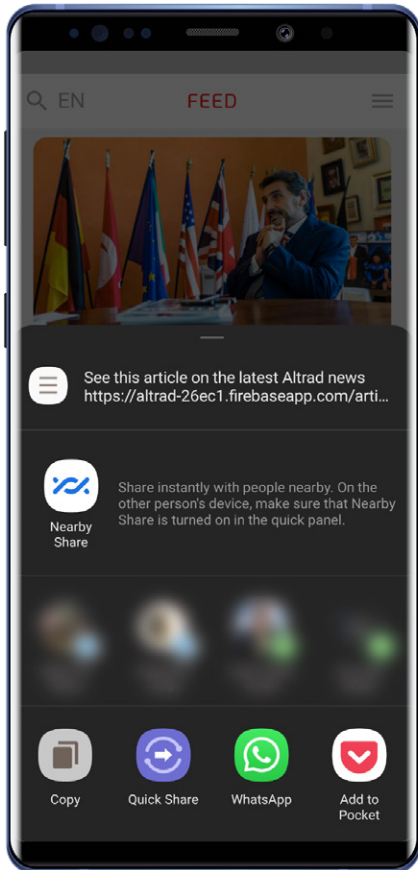 EN FEED
See this article on the latest Altrad news
https://altrad-26ec1.firebaseapp.com/arti...
Share instantly with people nearby. On the
other person's device, make sure that Nearby
Share is turned on in the quick panel.
Nearby
Share
Copy
Quick Share
WhatsApp
Add to
Pocket